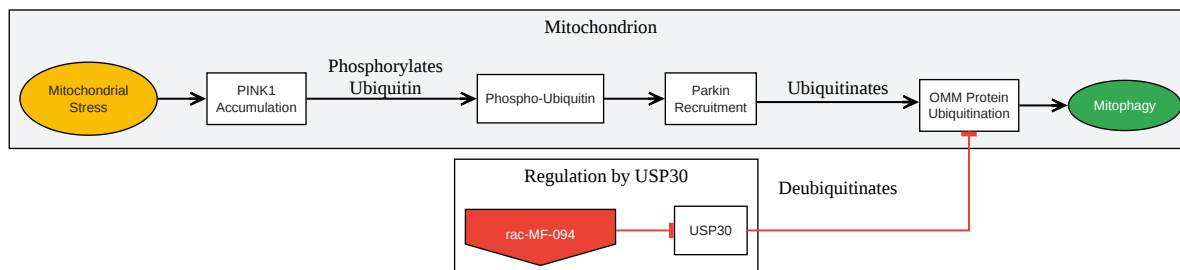 Mitochondrion
Mitochondrial
Stress
PINK1
Accumulation
Phosphorylates
Ubiquitin
Phospho-Ubiquitin
Parkin
Recruitment
Ubiquitinates
OMM Protein
Ubiquitination
Mitophagy
Regulation by USP30
rac-MF-094
USP30
Deubiquitinates